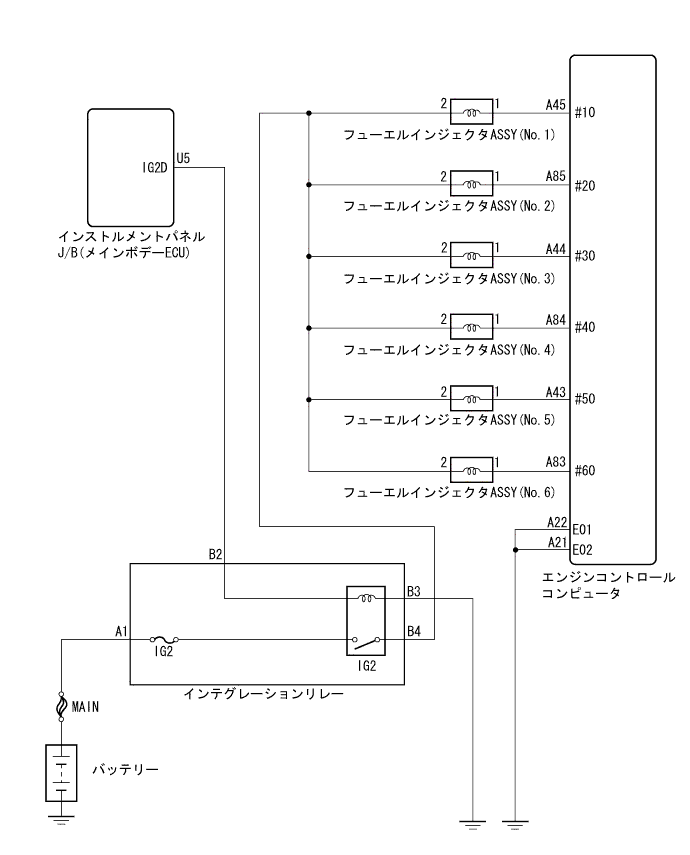 2 1 A45 #10
フューエルインジェクタASSY(No. 1)
IG2D U5
インストルメントパネル
J/B(メインボデーECU)
2 1 A85 #20
フューエルインジェクタASSY(No. 2)
2 1 A44 #30
フューエルインジェクタASSY(No. 3)
2 1 A84 #40
フューエルインジェクタASSY(No. 4)
2 1 A43 #50
フューエルインジェクタASSY(No. 5)
2 1 A83 #60
フューエルインジェクタASSY(No. 6)
A22 E01
A21 E02
エンジンコントロール
コンピュータ
B2
B3
A1
B4
IG2
IG2
インテグレーションリレー
MAIN
バッテリー